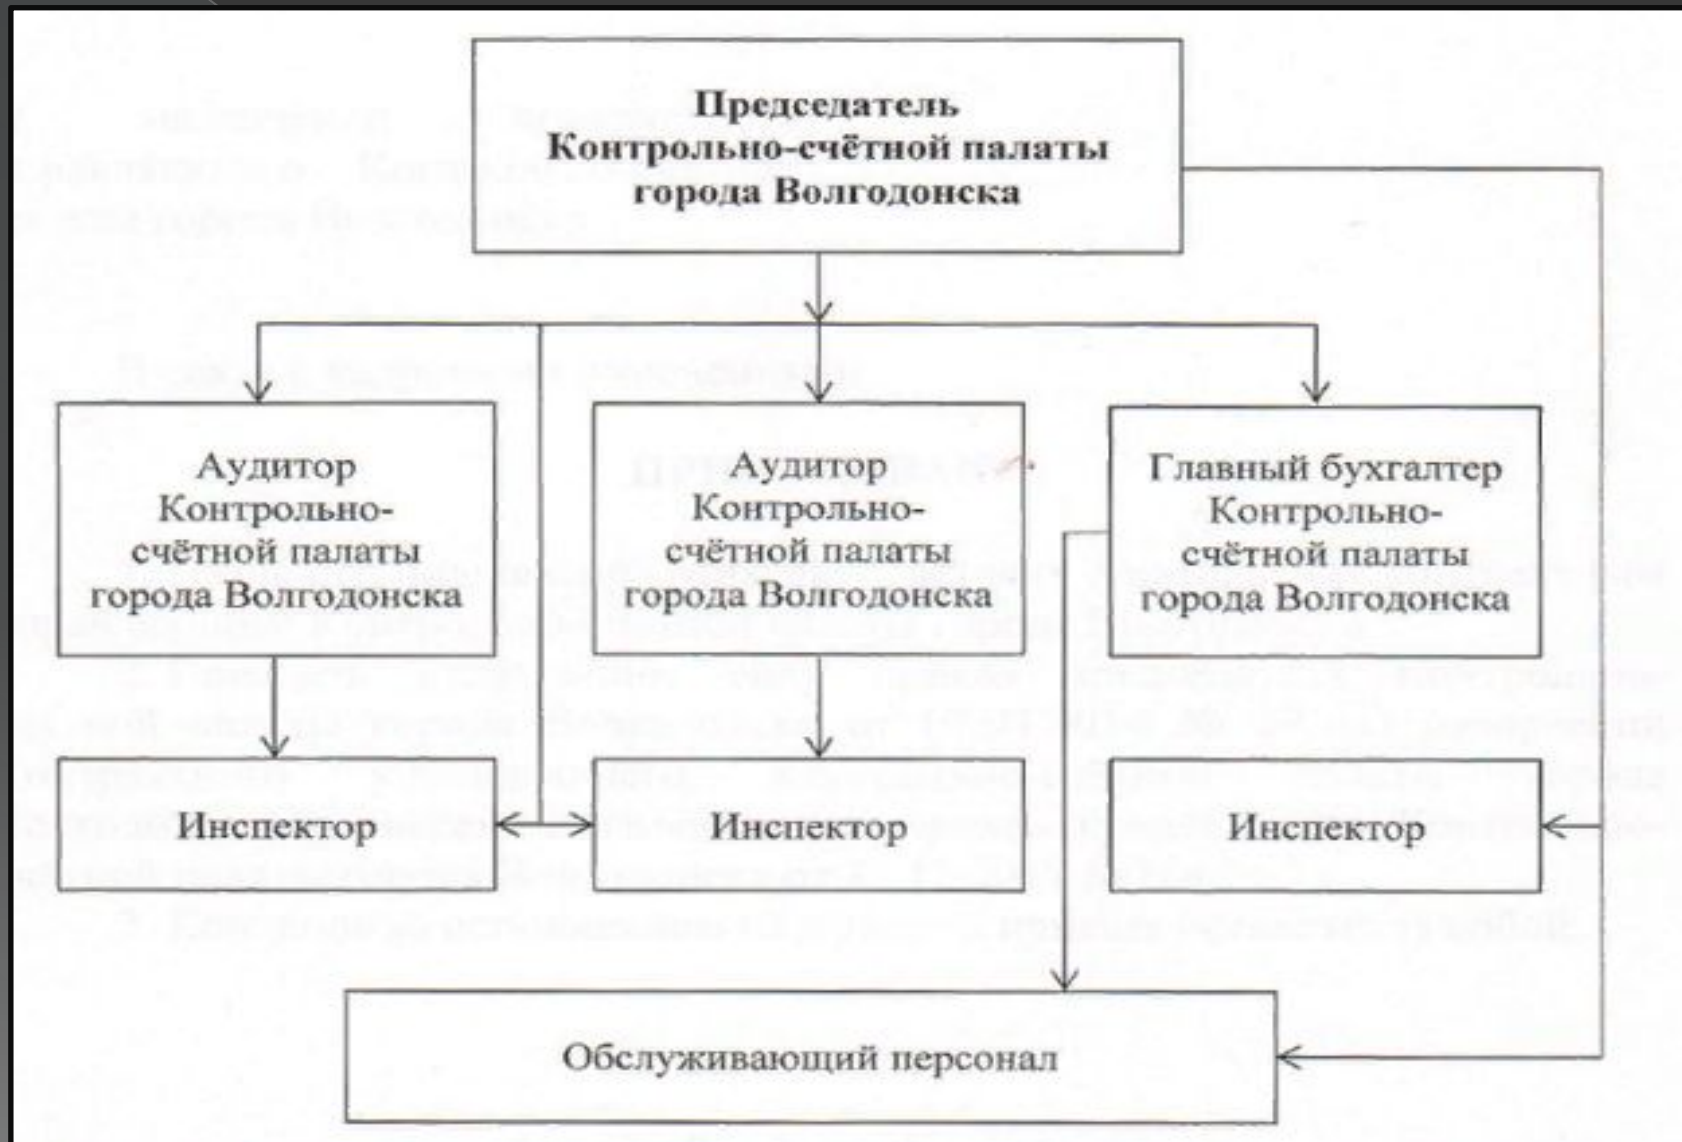 Председатель
Контрольно-счётной палаты
города Волгодонска
Аудитор
Контрольно-
счётной палаты
города Волгодонска
Аудитор
Контрольно-
счётной палаты
города Волгодонска
Главный бухгалтер
Контрольно-
счётной палаты
города Волгодонска
Инспектор
Инспектор
Инспектор
Обслуживающий персонал